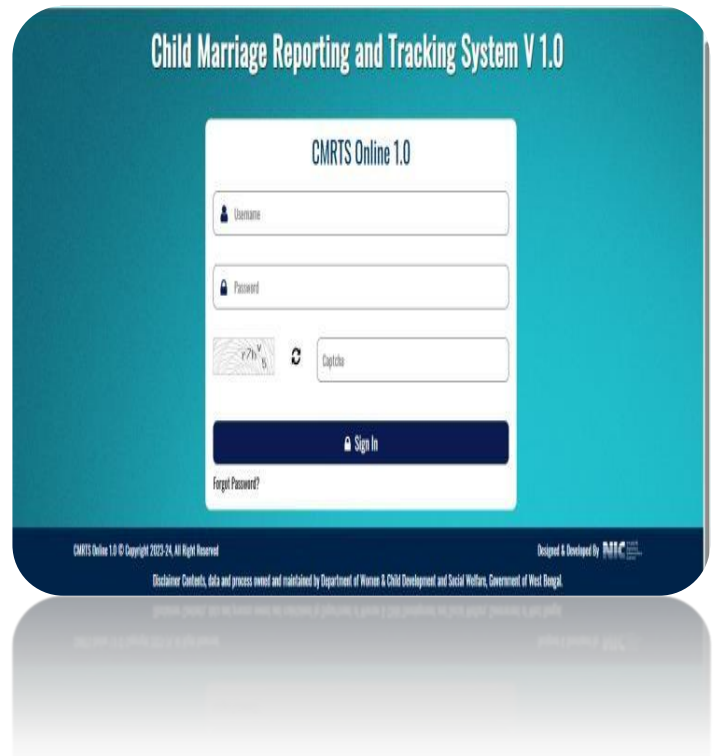 Child Marriage Reporting and Tracking System V 1.0
CMRTS Online 1.0
Username
Password
r7h v 5
Captcha
Sign In
Forgot Password?
CMRTS Online 1.0 © Copyright 2023-24, All Right Reserved
Designed & Developed By NIC
Disclaimer Contents, data and process owned and maintained by Department of Women & Child Development and Social Welfare, Government of West Bengal.